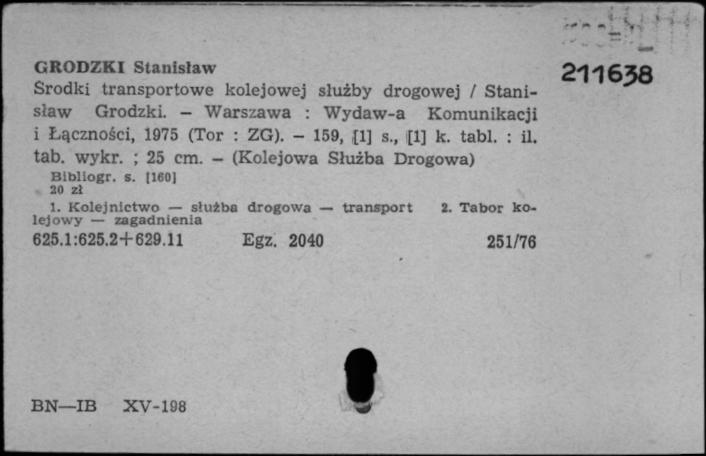 GRODZKI Stanisław
Srodki transportowe kolejowej służby drogowej / Stani-
sław Grodzki. — Warszawa : Wydaw-a Komunikacji
i Łączności, 1975 (Tor : ZG). — 159, [1] s., [1] k. tabl. : il.
tab. wykr. ; 25 cm. — (Kolejowa Służba Drogowa)
Bibliogr. s. [160]
20 zł
1. Kolejnictwo — służba drogowa — transport 2. Tabor ko-
lejowy — zagadnienia
625.1:625.2+629.11 Egz. 2040 251/76
211638
BN—IB XV-198